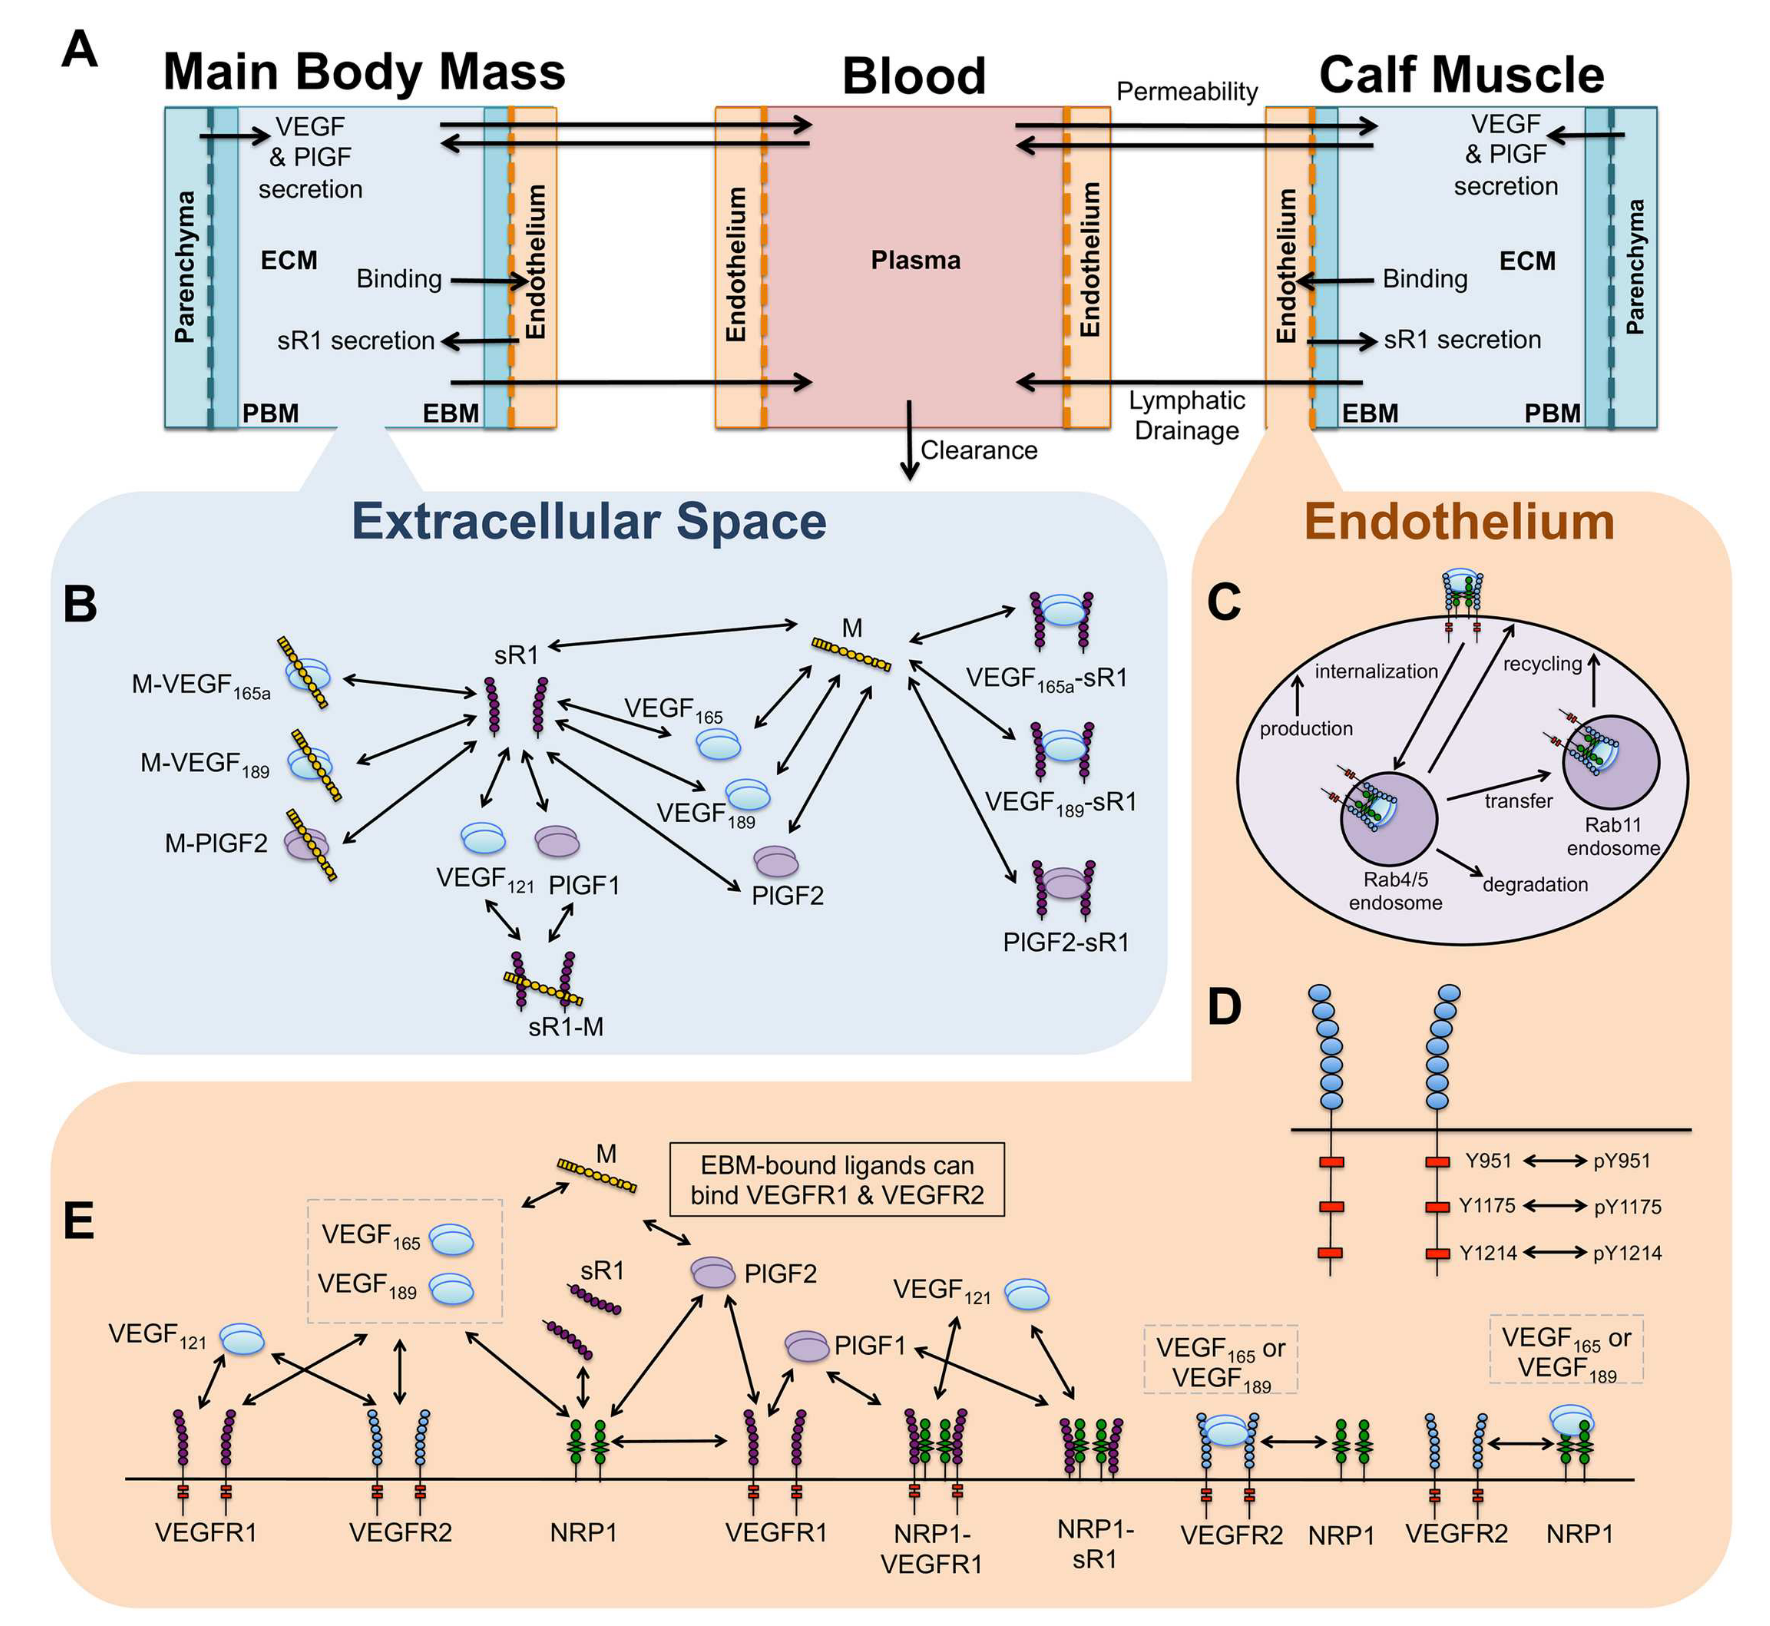 A
Main Body Mass
Blood
Calf Muscle
Permeability
VEGF
& PlGF
secretion
VEGF
& PlGF
secretion
Parenchyma
Endothelium
Endothelium
Endothelium
Endothelium
Parenchyma
ECM
Plasma
ECM
Binding
Binding
sR1 secretion
sR1 secretion
PBM
EBM
Lymphatic
Drainage
EBM
PBM
Clearance
Extracellular Space
Endothelium
B
M
sR1
M-VEGF165a
VEGF165
VEGF165a-sR1
M-VEGF189
VEGF189
VEGF189-sR1
M-PlGF2
VEGF121
PlGF1
PlGF2
PlGF2-sR1
sR1-M
C
internalization
recycling
production
transfer
Rab11
endosome
Rab4/5
endosome
degradation
D
Y951
pY951
Y1175
pY1175
Y1214
pY1214
E
M
EBM-bound ligands can
bind VEGFR1 & VEGFR2
VEGF165
VEGF189
sR1
PlGF2
VEGF121
VEGF121
PlGF1
VEGF165 or
VEGF189
VEGF165 or
VEGF189
VEGFR1
VEGFR2
NRP1
VEGFR1
NRP1-
VEGFR1
NRP1-
sR1
VEGFR2
NRP1
VEGFR2
NRP1